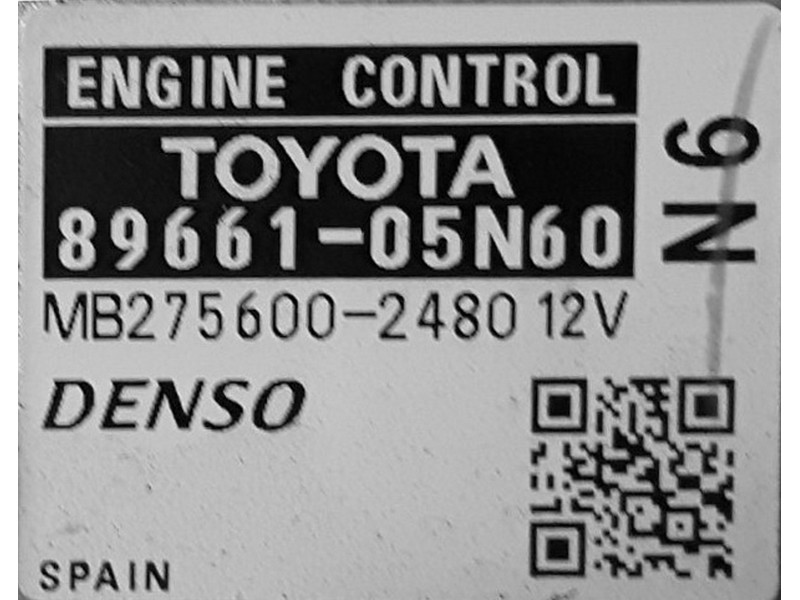 ENGINE CONTROL
TOYOTA
89661-05N60
MB275600-2480 12V
DENSO
SPAIN
N6